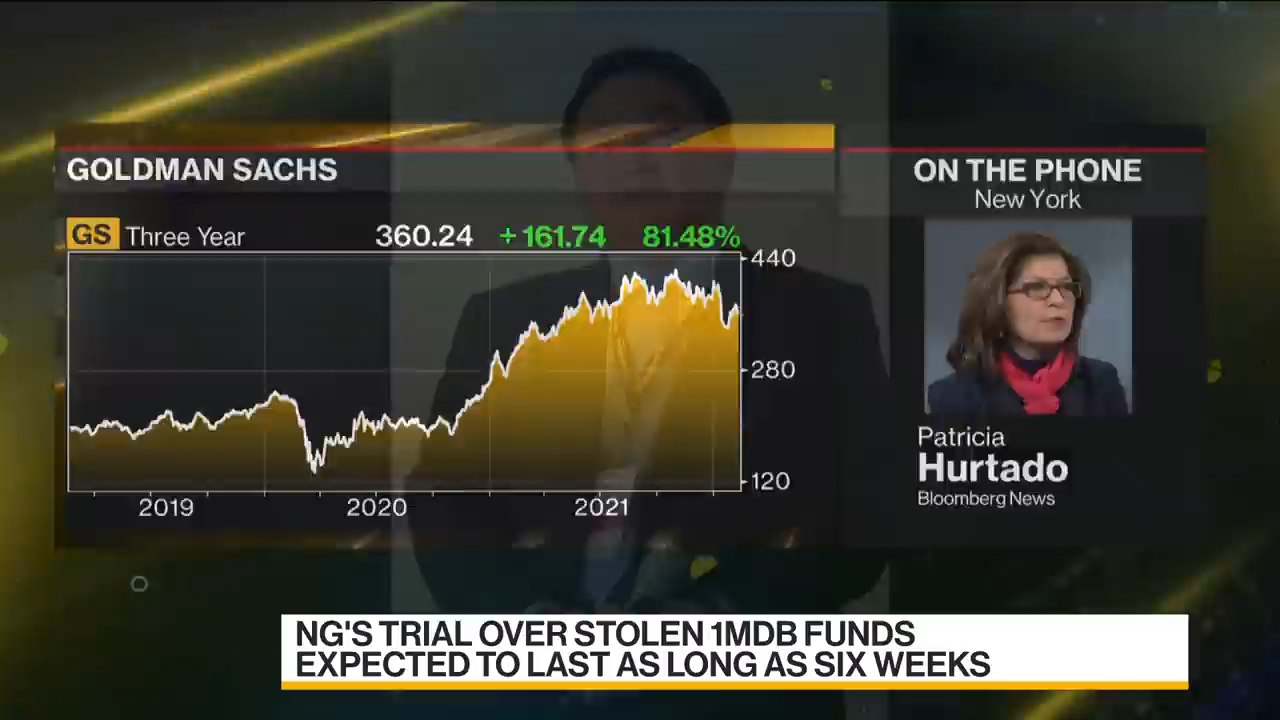 GOLDMAN SACHS
GS Three Year 360.24 +161.74 81.48%
440
280
120
2019 2020 2021
ON THE PHONE
New York
Patricia
Hurtado
Bloomberg News
NG'S TRIAL OVER STOLEN 1MDB FUNDS
EXPECTED TO LAST AS LONG AS SIX WEEKS